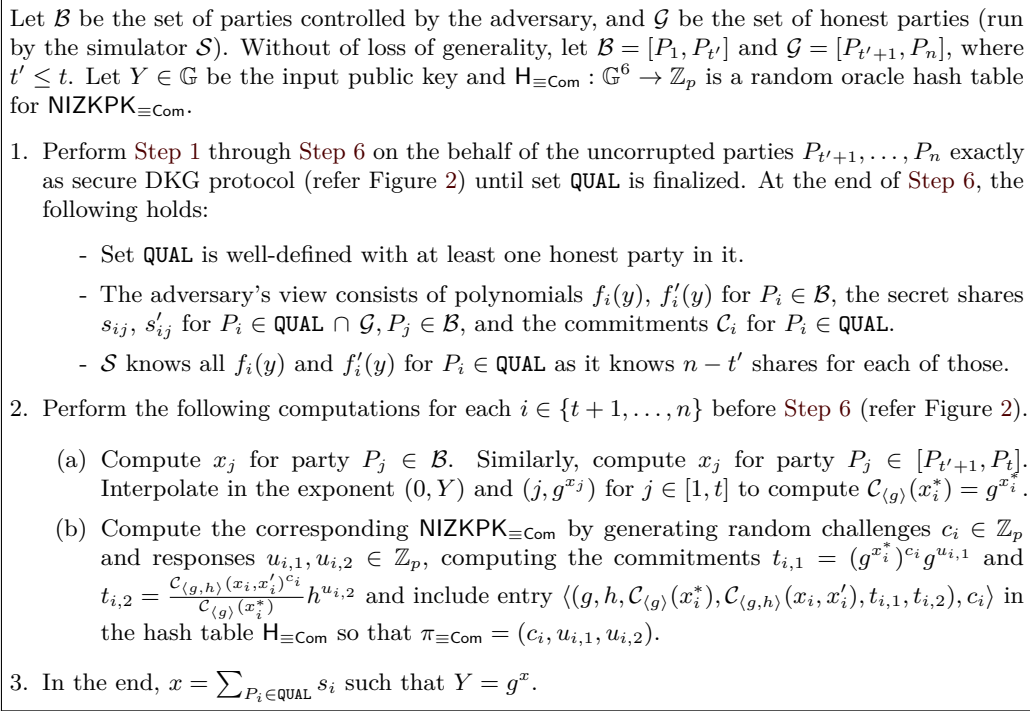 Let 𝓑 be the set of parties controlled by the adversary, and 𝓖 be the set of honest parties (run
by the simulator 𝓢). Without of loss of generality, let 𝓑 = [P_1, P_{t′}] and 𝓖 = [P_{t′+1}, P_n], where
t′ ≤ t. Let Y ∈ 𝔾 be the input public key and H_{≡Com} : 𝔾^6 → ℤ_p is a random oracle hash table
for NIZKPK_{≡Com}.
1. Perform Step 1 through Step 6 on the behalf of the uncorrupted parties P_{t′+1}, . . . , P_n exactly
as secure DKG protocol (refer Figure 2) until set QUAL is finalized. At the end of Step 6, the
following holds:
- Set QUAL is well-defined with at least one honest party in it.
- The adversary's view consists of polynomials f_i(y), f′_i(y) for P_i ∈ 𝓑, the secret shares
s_{ij}, s′_{ij} for P_i ∈ QUAL ∩ 𝓖, P_j ∈ 𝓑, and the commitments 𝓒_i for P_i ∈ QUAL.
- 𝓢 knows all f_i(y) and f′_i(y) for P_i ∈ QUAL as it knows n − t′ shares for each of those.
2. Perform the following computations for each i ∈ {t + 1, . . . , n} before Step 6 (refer Figure 2).
(a) Compute x_j for party P_j ∈ 𝓑. Similarly, compute x_j for party P_j ∈ [P_{t′+1}, P_t].
Interpolate in the exponent (0, Y) and (j, g^{x_j}) for j ∈ [1, t] to compute 𝓒_{⟨g⟩}(x_i^*) = g^{x_i^*}.
(b) Compute the corresponding NIZKPK_{≡Com} by generating random challenges c_i ∈ ℤ_p
and responses u_{i,1}, u_{i,2} ∈ ℤ_p, computing the commitments t_{i,1} = (g^{x_i^*})^{c_i} g^{u_{i,1}} and
t_{i,2} = \frac{𝓒_{⟨g,h⟩}(x_i, x′_i)^{c_i}}{𝓒_{⟨g⟩}(x_i^*)} h^{u_{i,2}} and include entry ⟨(g, h, 𝓒_{⟨g⟩}(x_i^*), 𝓒_{⟨g,h⟩}(x_i, x′_i), t_{i,1}, t_{i,2}), c_i⟩ in
the hash table H_{≡Com} so that π_{≡Com} = (c_i, u_{i,1}, u_{i,2}).
3. In the end, x = ∑_{P_i∈QUAL} s_i such that Y = g^x.